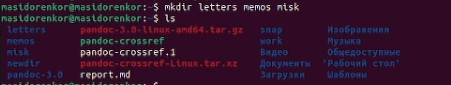 masidorenkor@masidorenkor:~$ mkdir letters memos misk
masidorenkor@masidorenkor:~$ ls
letters pandoc-3.0-linux-amd64.tar.gz snap Изображения
memos pandoc-crossref work Музыка
misk pandoc-crossref.1 Видео Общедоступные
newdir pandoc-crossref-Linux.tar.xz Документы 'Рабочий стол'
pandoc-3.0 report.md Загрузки Шаблоны